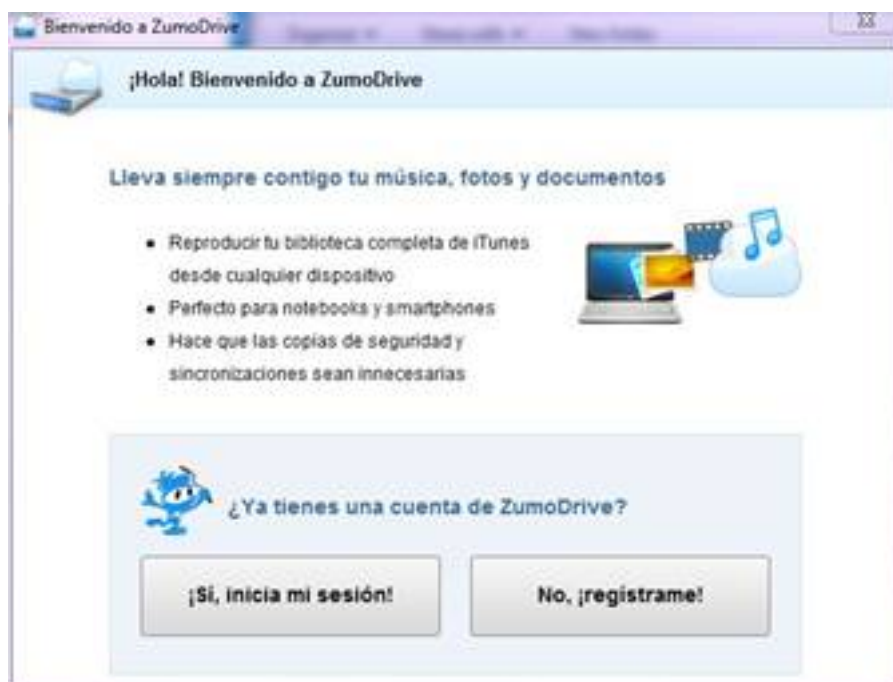 Bienvenido a ZumoDrive
¡Hola! Bienvenido a ZumoDrive
Lleva siempre contigo tu música, fotos y documentos
Reproducir tu biblioteca completa de iTunes
desde cualquier dispositivo
Perfecto para notebooks y smartphones
Hace que las copias de seguridad y
sincronizaciones sean innecesarias
¿Ya tienes una cuenta de ZumoDrive?
¡Sí, inicia mi sesión!
No, ¡regístrame!